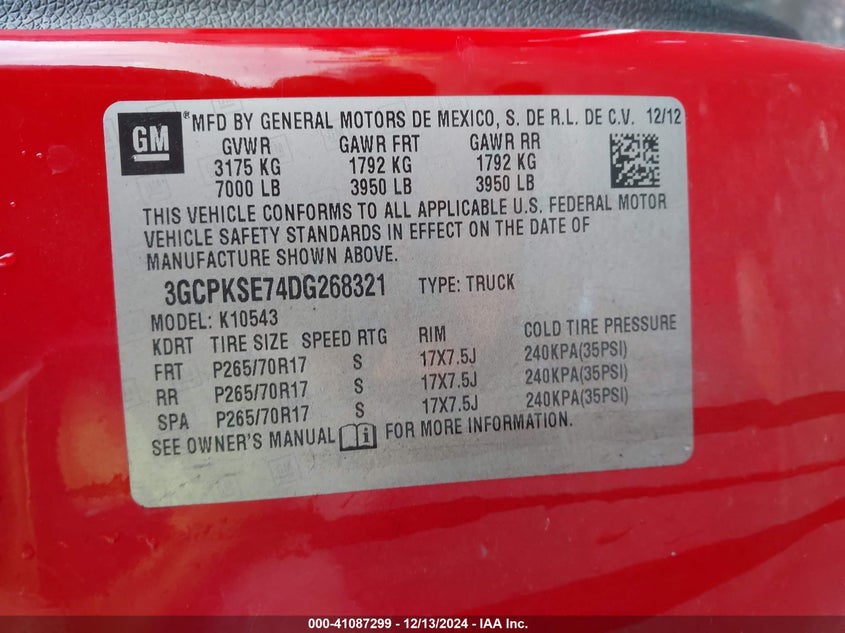 GM
®MFD BY GENERAL MOTORS DE MEXICO, S. DE R.L. DE C.V. 12/12
GVWR GAWR FRT GAWR RR
3175 KG 1792 KG 1792 KG
7000 LB 3950 LB 3950 LB
THIS VEHICLE CONFORMS TO ALL APPLICABLE U.S. FEDERAL MOTOR
VEHICLE SAFETY STANDARDS IN EFFECT ON THE DATE OF
MANUFACTURE SHOWN ABOVE.
3GCPKSE74DG268321 TYPE: TRUCK
MODEL: K10543
KDRT TIRE SIZE SPEED RTG RIM COLD TIRE PRESSURE
FRT P265/70R17 S 17X7.5J 240KPA(35PSI)
RR P265/70R17 S 17X7.5J 240KPA(35PSI)
SPA P265/70R17 S 17X7.5J 240KPA(35PSI)
SEE OWNER'S MANUAL i FOR MORE INFORMATION.
000-41087299 - 12/13/2024 - IAA Inc.